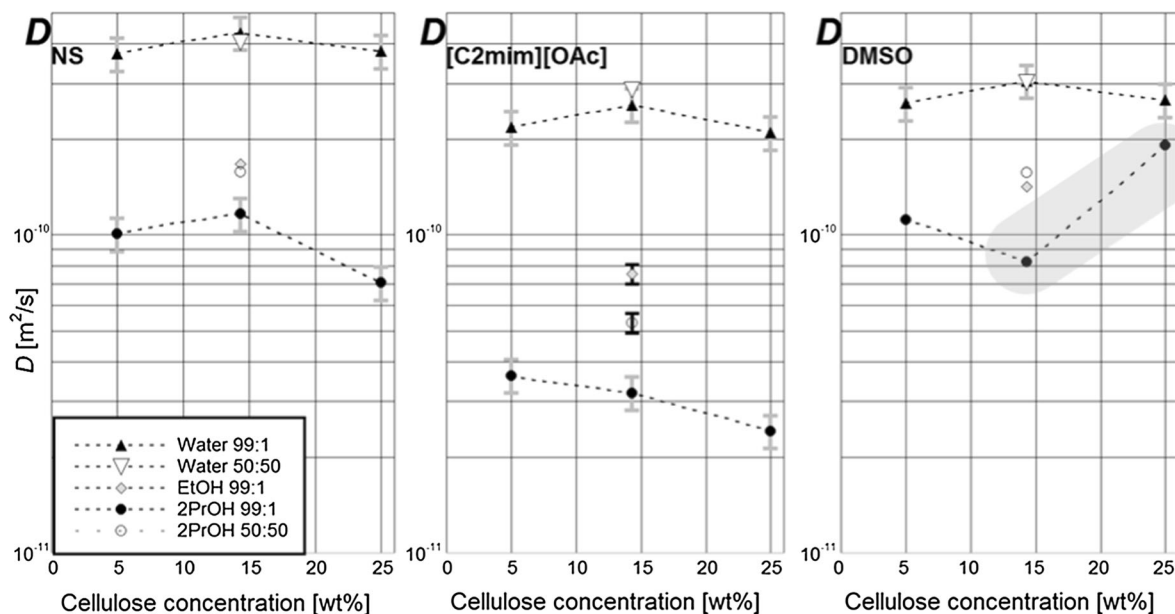 D NS
D [C2mim][OAc]
D DMSO
10⁻¹⁰
10⁻¹⁰
10⁻¹⁰
D [m²/s]
Water 99:1
Water 50:50
EtOH 99:1
2PrOH 99:1
2PrOH 50:50
10⁻¹¹
10⁻¹¹
10⁻¹¹
0 5 10 15 20 25
0 5 10 15 20 25
0 5 10 15 20 25
Cellulose concentration [wt%]
Cellulose concentration [wt%]
Cellulose concentration [wt%]